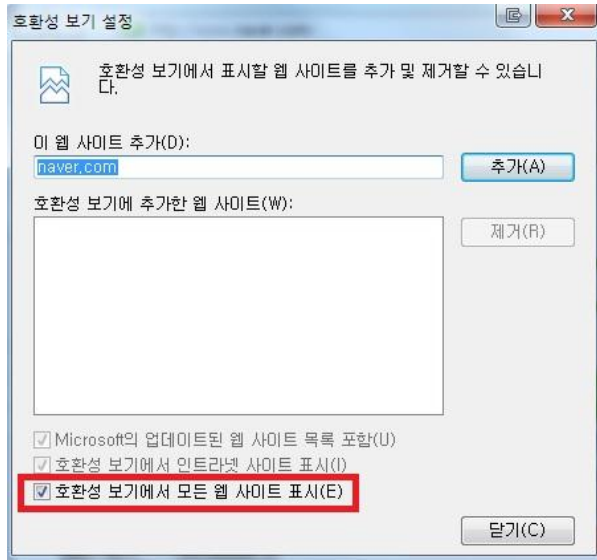 호환성 보기 설정
호환성 보기에서 표시할 웹 사이트를 추가 및 제거할 수 있습니
다.
이 웹 사이트 추가(D):
naver.com
추가(A)
호환성 보기에 추가한 웹 사이트(W):
제거(R)
Microsoft의 업데이트된 웹 사이트 목록 포함(U)
호환성 보기에서 인트라넷 사이트 표시(I)
호환성 보기에서 모든 웹 사이트 표시(E)
닫기(C)